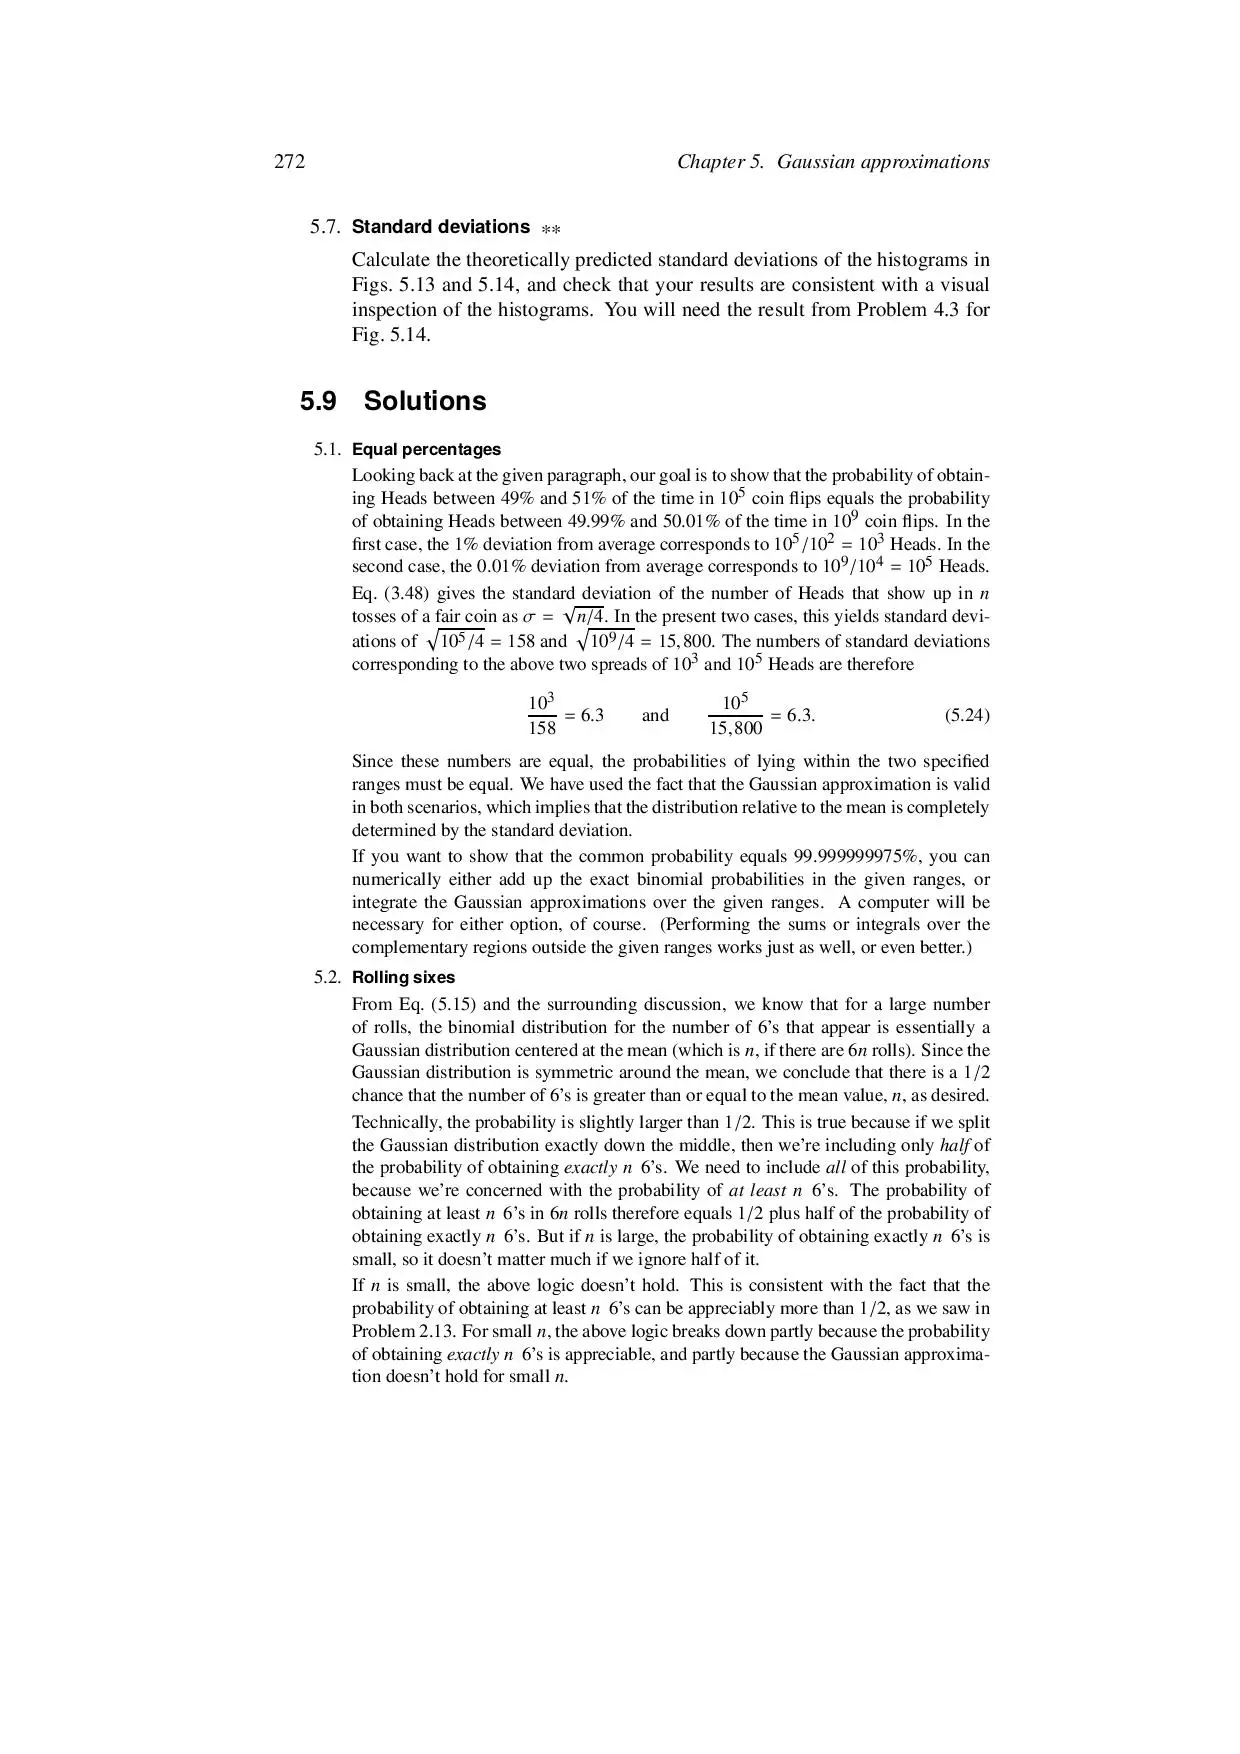 272 Chapter 5. Gaussian approximations
5.7. Standard deviations **
Calculate the theoretically predicted standard deviations of the histograms in
Figs. 5.13 and 5.14, and check that your results are consistent with a visual
inspection of the histograms. You will need the result from Problem 4.3 for
Fig. 5.14.
5.9 Solutions
5.1. Equal percentages
Looking back at the given paragraph, our goal is to show that the probability of obtain-
ing Heads between 49% and 51% of the time in 10^5 coin flips equals the probability
of obtaining Heads between 49.99% and 50.01% of the time in 10^9 coin flips. In the
first case, the 1% deviation from average corresponds to 10^5/10^2 = 10^3 Heads. In the
second case, the 0.01% deviation from average corresponds to 10^9/10^4 = 10^5 Heads.
Eq. (3.48) gives the standard deviation of the number of Heads that show up in n
tosses of a fair coin as σ = √n/4. In the present two cases, this yields standard devi-
ations of √10^5/4 = 158 and √10^9/4 = 15,800. The numbers of standard deviations
corresponding to the above two spreads of 10^3 and 10^5 Heads are therefore
10^3/158 = 6.3 and 10^5/15,800 = 6.3. (5.24)
Since these numbers are equal, the probabilities of lying within the two specified
ranges must be equal. We have used the fact that the Gaussian approximation is valid
in both scenarios, which implies that the distribution relative to the mean is completely
determined by the standard deviation.
If you want to show that the common probability equals 99.999999975%, you can
numerically either add up the exact binomial probabilities in the given ranges, or
integrate the Gaussian approximations over the given ranges. A computer will be
necessary for either option, of course. (Performing the sums or integrals over the
complementary regions outside the given ranges works just as well, or even better.)
5.2. Rolling sixes
From Eq. (5.15) and the surrounding discussion, we know that for a large number
of rolls, the binomial distribution for the number of 6's that appear is essentially a
Gaussian distribution centered at the mean (which is n, if there are 6n rolls). Since the
Gaussian distribution is symmetric around the mean, we conclude that there is a 1/2
chance that the number of 6's is greater than or equal to the mean value, n, as desired.
Technically, the probability is slightly larger than 1/2. This is true because if we split
the Gaussian distribution exactly down the middle, then we're including only half of
the probability of obtaining exactly n 6's. We need to include all of this probability,
because we're concerned with the probability of at least n 6's. The probability of
obtaining at least n 6's in 6n rolls therefore equals 1/2 plus half of the probability of
obtaining exactly n 6's. But if n is large, the probability of obtaining exactly n 6's is
small, so it doesn't matter much if we ignore half of it.
If n is small, the above logic doesn't hold. This is consistent with the fact that the
probability of obtaining at least n 6's can be appreciably more than 1/2, as we saw in
Problem 2.13. For small n, the above logic breaks down partly because the probability
of obtaining exactly n 6's is appreciable, and partly because the Gaussian approxima-
tion doesn't hold for small n.